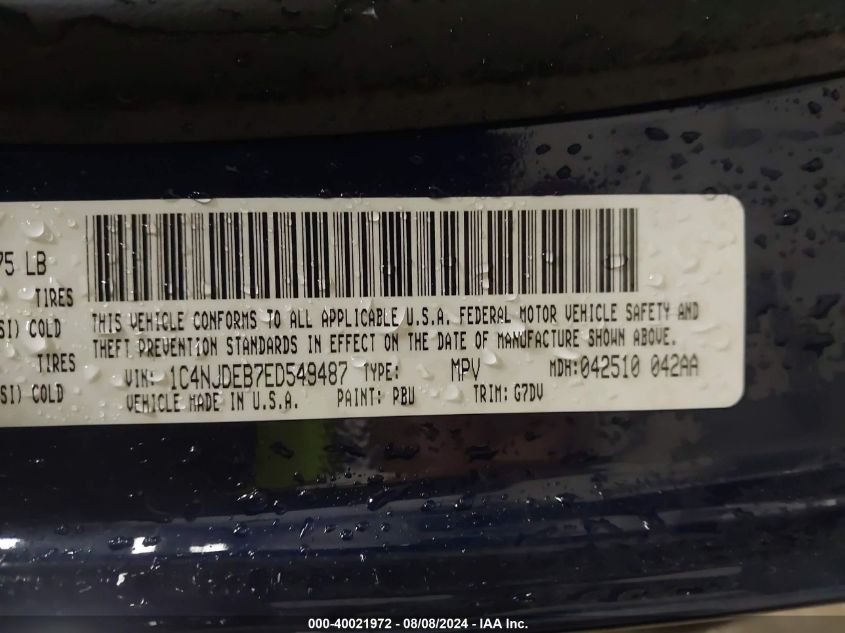 75 LB
TIRES
SI) COLD
TIRES
SI) COLD
THIS VEHICLE CONFORMS TO ALL APPLICABLE U.S.A. FEDERAL MOTOR VEHICLE SAFETY AND
THEFT PREVENTION STANDARDS IN EFFECT ON THE DATE OF MANUFACTURE SHOWN ABOVE.
VIN: 1C4NJDEB7ED549487 TYPE: MPV MDH: 042510 042AA
VEHICLE MADE IN U.S.A. PAINT: PBU TRIM: G7DV
000-40021972 - 08/08/2024 - IAA Inc.